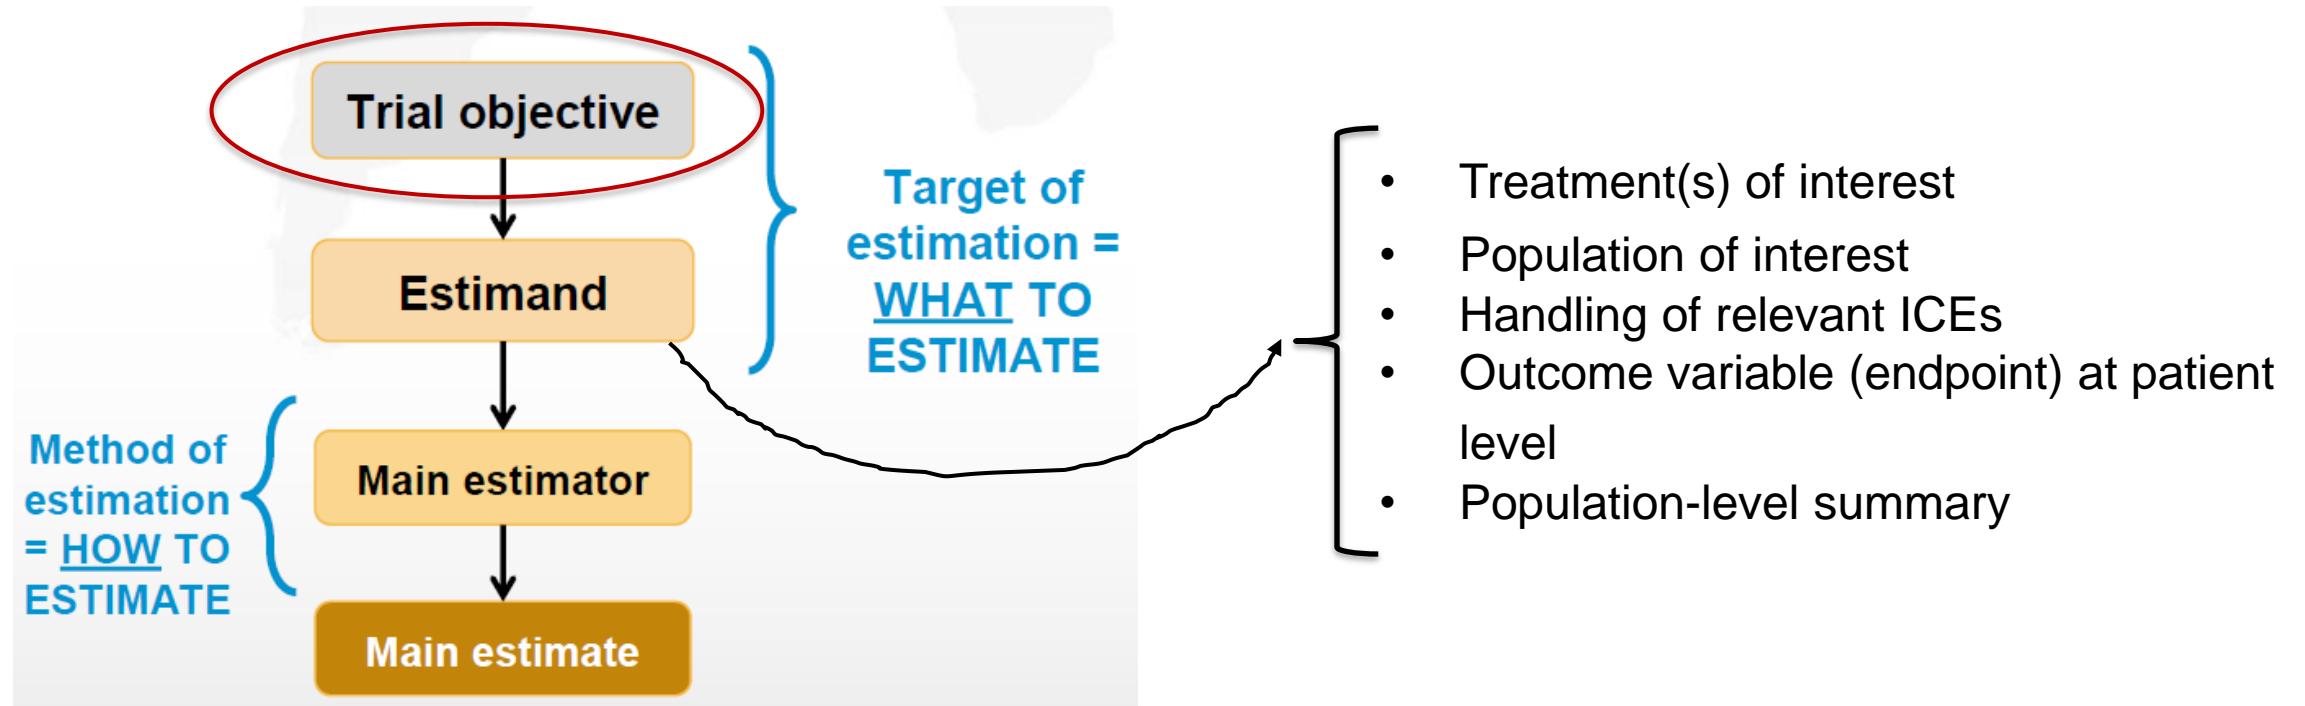 Trial objective
Estimand
Main estimator
Main estimate
Target of
estimation =
WHAT TO
ESTIMATE
Method of
estimation
= HOW TO
ESTIMATE
• Treatment(s) of interest
• Population of interest
• Handling of relevant ICEs
• Outcome variable (endpoint) at patient
level
• Population-level summary